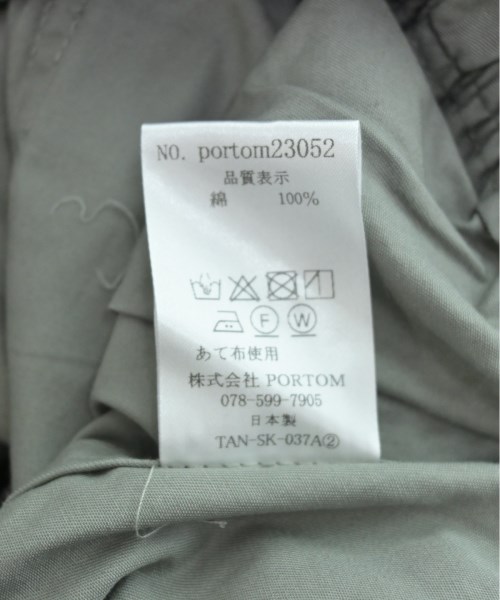 NO. portom23052
品質表示
綿 100%
F W
あて布使用
株式会社 PORTOM
078-599-7905
日本製
TAN-SK-037A②